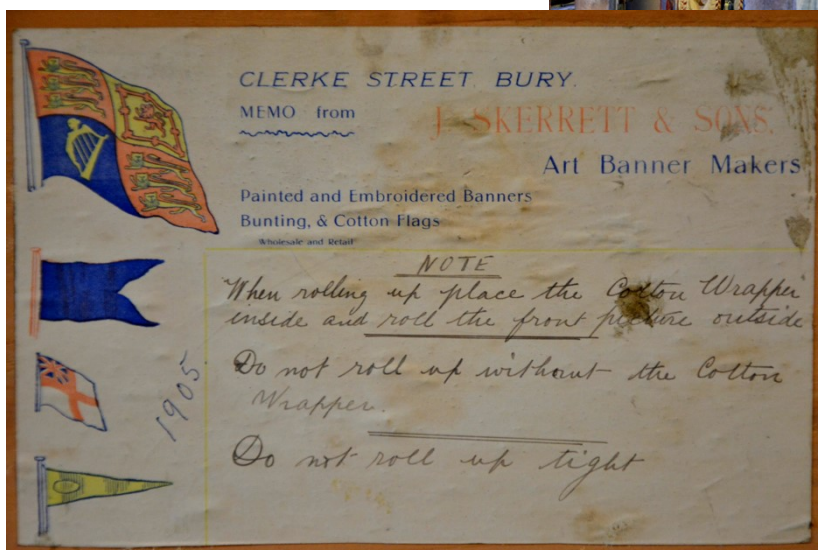 CLERKE STREET BURY.
MEMO from
J. SKERRETT & SONS.
Art Banner Makers
Painted and Embroidered Banners
Bunting, & Cotton Flags
Wholesale and Retail
NOTE
When rolling up place the Cotton Wrapper
inside and roll the front picture outside
Do not roll up without the Cotton
Wrapper.
Do not roll up tight
1905